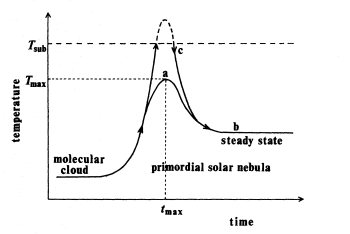 T_sub
c
T_max
a
b
steady state
molecular
cloud
primordial solar nebula
t_max
time
temperature